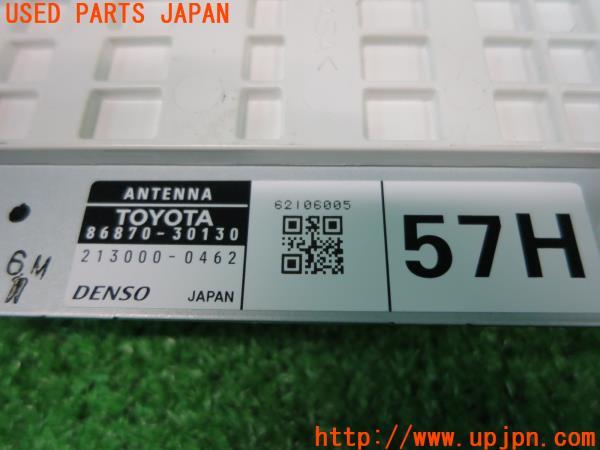 USED PARTS JAPAN
ANTENNA
TOYOTA
86870-30130
213000-0462
DENSO JAPAN
62106005
57H
6M
http://www.upjpn.com